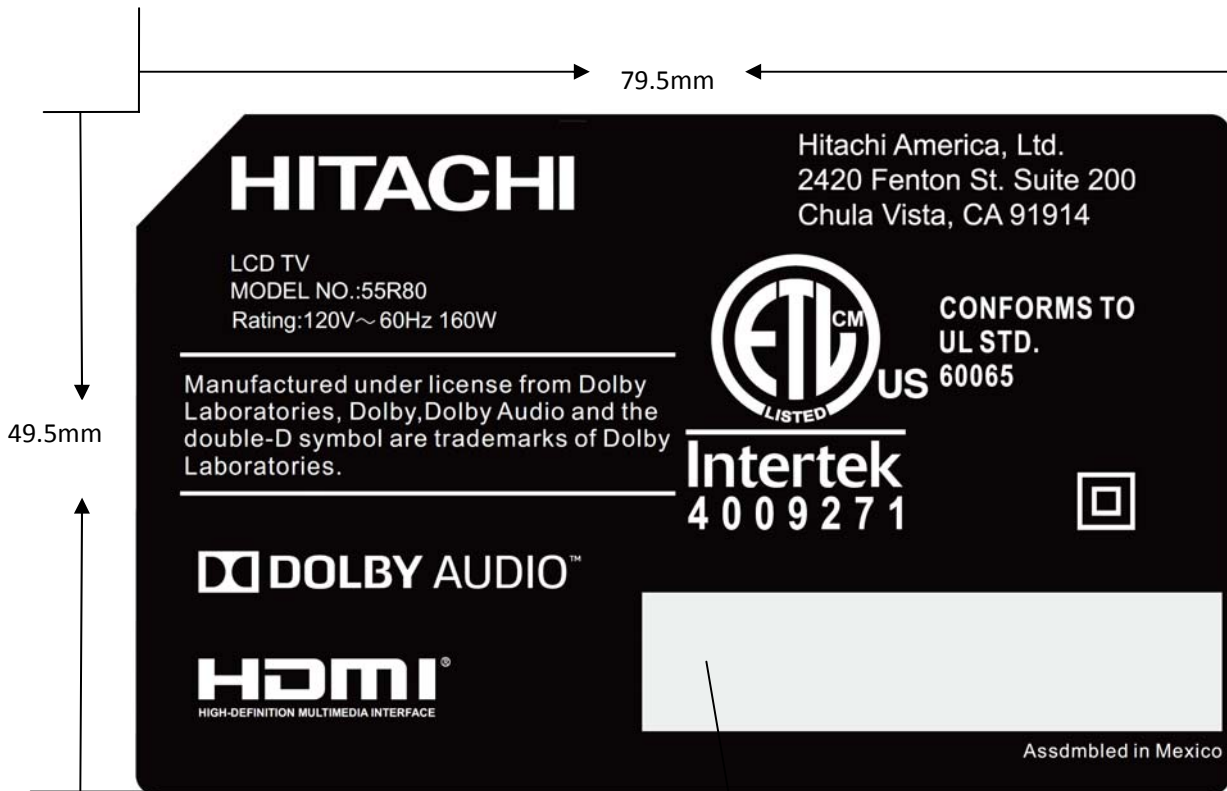 79.5mm
49.5mm
HITACHI
Hitachi America, Ltd.
2420 Fenton St. Suite 200
Chula Vista, CA 91914
LCD TV
MODEL NO.:55R80
Rating:120V～60Hz 160W
Manufactured under license from Dolby
Laboratories, Dolby,Dolby Audio and the
double-D symbol are trademarks of Dolby
Laboratories.
ETL CM
LISTED
US
CONFORMS TO
UL STD.
60065
Intertek
4009271
DOLBY AUDIO™
HDMI®
HIGH-DEFINITION MULTIMEDIA INTERFACE
Assdmbled in Mexico